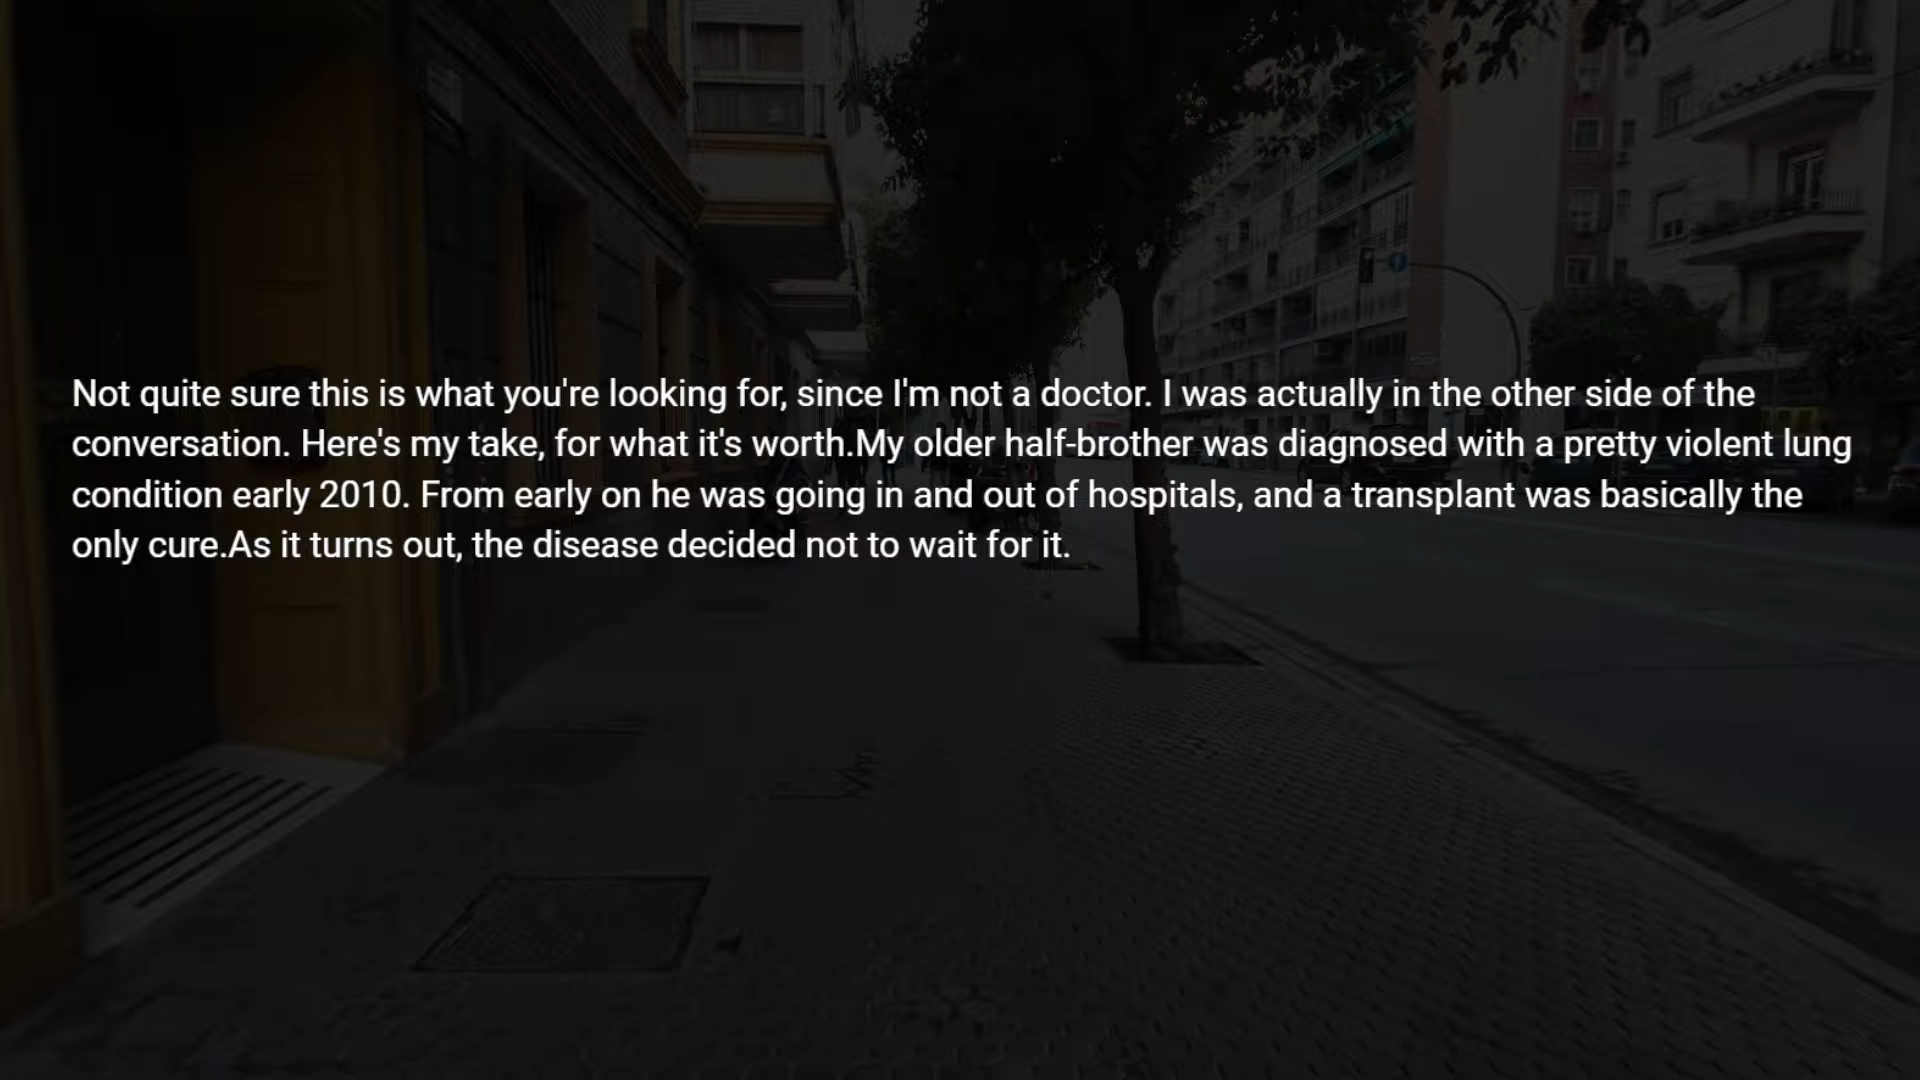 Not quite sure this is what you're looking for, since I'm not a doctor. I was actually in the other side of the
conversation. Here's my take, for what it's worth.My older half-brother was diagnosed with a pretty violent lung
condition early 2010. From early on he was going in and out of hospitals, and a transplant was basically the
only cure.As it turns out, the disease decided not to wait for it.